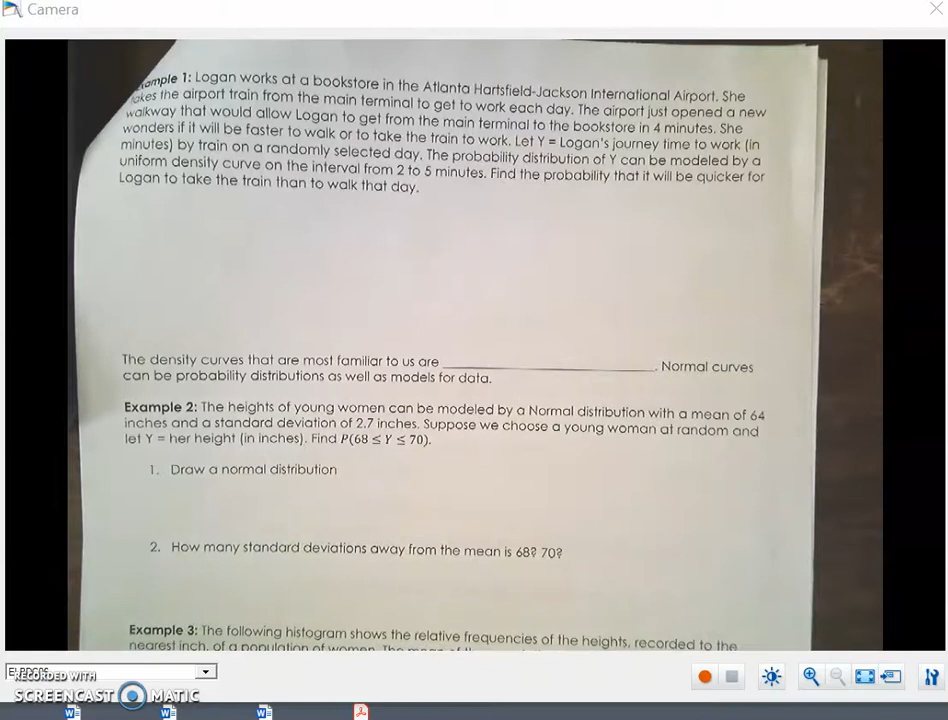 Camera
Example 1: Logan works at a bookstore in the Atlanta Hartsfield-Jackson International Airport. She
takes the airport train from the main terminal to get to work each day. The airport just opened a new
walkway that would allow Logan to get from the main terminal to the bookstore in 4 minutes. She
wonders if it will be faster to walk or to take the train to work. Let Y = Logan's journey time to work (in
minutes) by train on a randomly selected day. The probability distribution of Y can be modeled by a
uniform density curve on the interval from 2 to 5 minutes. Find the probability that it will be quicker for
Logan to take the train than to walk that day.
The density curves that are most familiar to us are ______________________________. Normal curves
can be probability distributions as well as models for data.
Example 2: The heights of young women can be modeled by a Normal distribution with a mean of 64
inches and a standard deviation of 2.7 inches. Suppose we choose a young woman at random and
let Y = her height (in inches). Find P(68 ≤ Y ≤ 70).
1. Draw a normal distribution
2. How many standard deviations away from the mean is 68? 70?
Example 3: The following histogram shows the relative frequencies of the heights, recorded to the
nearest inch, of a population of women. The mean of the
RECORDED WITH
SCREENCAST MATIC